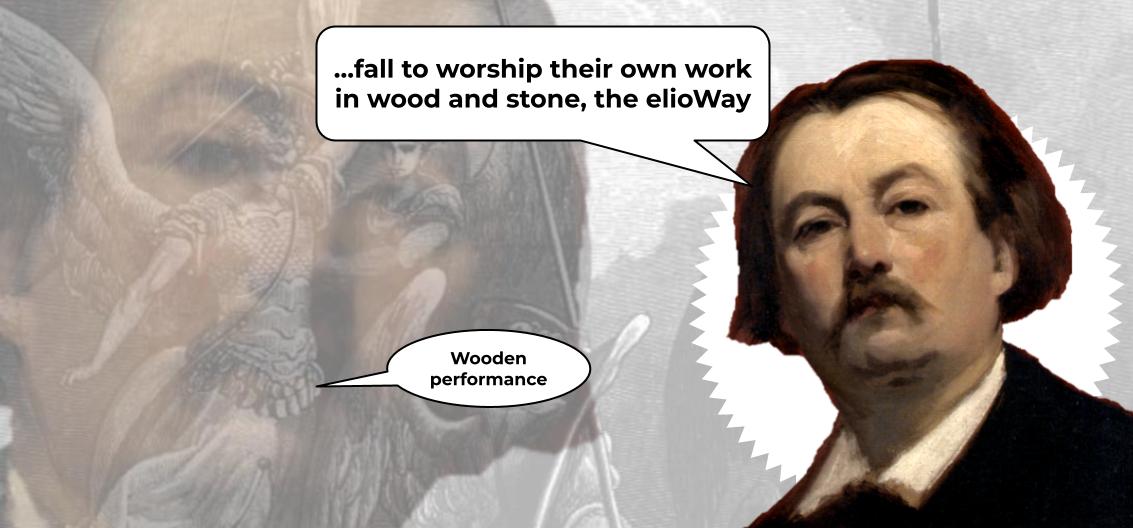 ...fall to worship their own work
in wood and stone, the elioWay
Wooden
performance